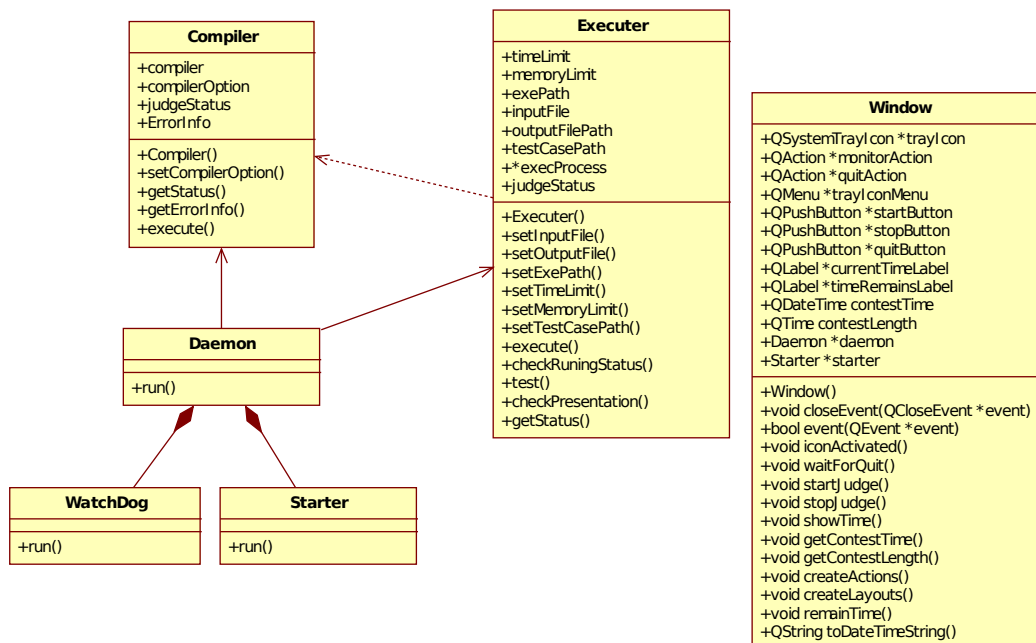 Compiler
+compiler
+compilerOption
+judgeStatus
+ErrorInfo
+Compiler()
+setCompilerOption()
+getStatus()
+getErrorInfo()
+execute()
Executer
+timeLimit
+memoryLimit
+exePath
+inputFile
+outputFilePath
+testCasePath
+*execProcess
+judgeStatus
+Executer()
+setInputFile()
+setOutputFile()
+setExePath()
+setTimeLimit()
+setMemoryLimit()
+setTestCasePath()
+execute()
+checkRuningStatus()
+test()
+checkPresentation()
+getStatus()
Window
+QSystemTrayIcon *trayIcon
+QAction *monitorAction
+QAction *quitAction
+QMenu *trayIconMenu
+QPushButton *startButton
+QPushButton *stopButton
+QPushButton *quitButton
+QLabel *currentTimeLabel
+QLabel *timeRemainsLabel
+QDateTime contestTime
+QTime contestLength
+Daemon *daemon
+Starter *starter
+Window()
+void closeEvent(QCloseEvent *event)
+bool event(QEvent *event)
+void iconActivated()
+void waitForQuit()
+void startJudge()
+void stopJudge()
+void showTime()
+void getContestTime()
+void getContestLength()
+void createActions()
+void createLayouts()
+void remainTime()
+QString toDateTimeString()
Daemon
+run()
WatchDog
+run()
Starter
+run()